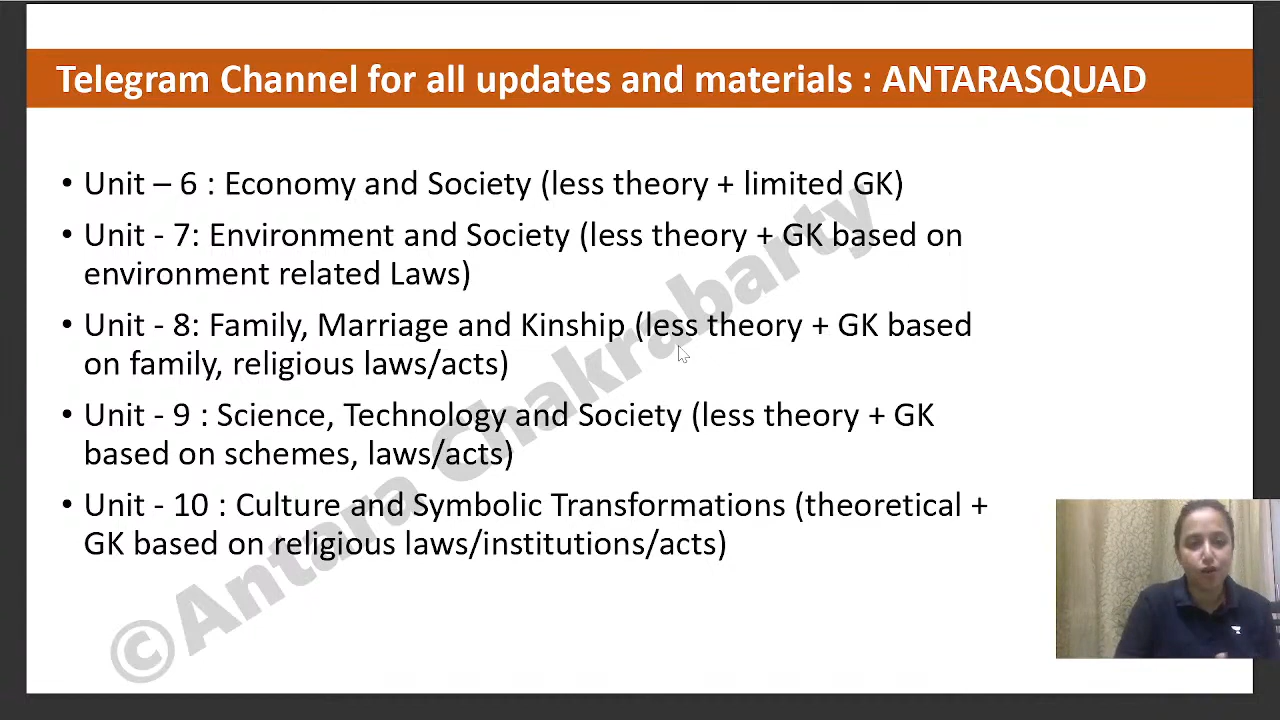 Telegram Channel for all updates and materials : ANTARASQUAD
• Unit – 6 : Economy and Society (less theory + limited GK)
• Unit - 7: Environment and Society (less theory + GK based on
environment related Laws)
• Unit - 8: Family, Marriage and Kinship (less theory + GK based
on family, religious laws/acts)
• Unit - 9 : Science, Technology and Society (less theory + GK
based on schemes, laws/acts)
• Unit - 10 : Culture and Symbolic Transformations (theoretical +
GK based on religious laws/institutions/acts)
©Antara Chakrabarty